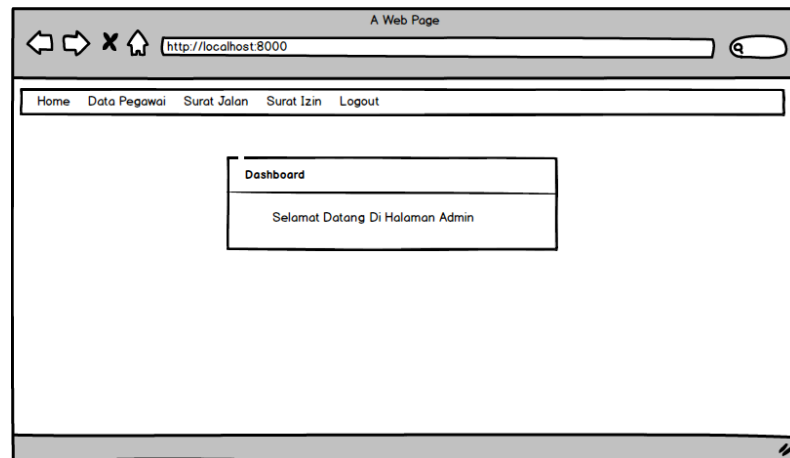 A Web Page
http://localhost:8000
Home Data Pegawai Surat Jalan Surat Izin Logout
Dashboard
Selamat Datang Di Halaman Admin